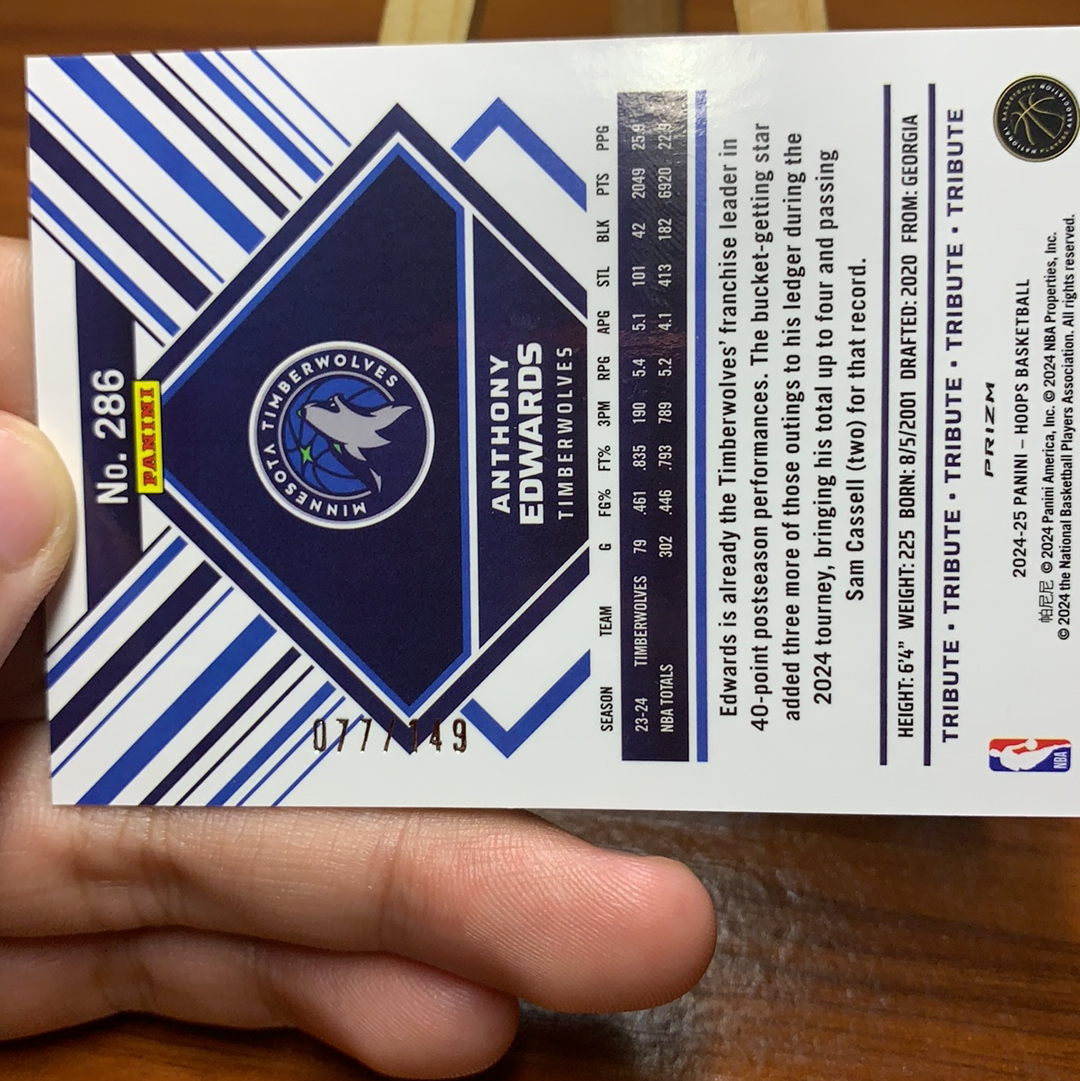 No. 286
PANINI
MINNESOTA TIMBERWOLVES
ANTHONY
EDWARDS
TIMBERWOLVES
077/149
SEASON TEAM G FG% FT% 3PM RPG APG STL BLK PTS PPG
23-24 TIMBERWOLVES 79 .461 .835 190 5.4 5.1 101 42 2049 25.9
NBA TOTALS 302 .446 .793 789 5.2 4.1 413 182 6920 22.9
Edwards is already the Timberwolves' franchise leader in
40-point postseason performances. The bucket-getting star
added three more of those outings to his ledger during the
2024 tourney, bringing his total up to four and passing
Sam Cassell (two) for that record.
HEIGHT: 6'4" WEIGHT: 225 BORN: 8/5/2001 DRAFTED: 2020 FROM: GEORGIA
TRIBUTE • TRIBUTE • TRIBUTE • TRIBUTE • TRIBUTE
PRIZM
2024-25 PANINI – HOOPS BASKETBALL
帕尼尼 © 2024 Panini America, Inc. © 2024 NBA Properties, Inc.
© 2024 the National Basketball Players Association. All rights reserved.
NBA